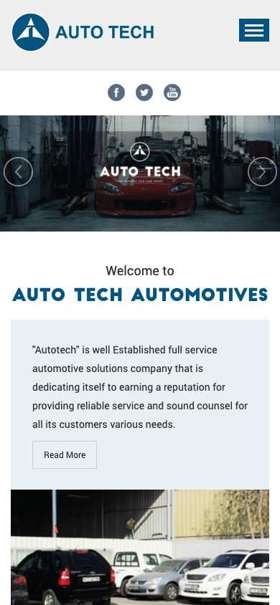 AUTO TECH
AUTO TECH
Welcome to
AUTO TECH AUTOMOTIVES
"Autotech" is well Established full service
automotive solutions company that is
dedicating itself to earning a reputation for
providing reliable service and sound counsel for
all its customers various needs.
Read More